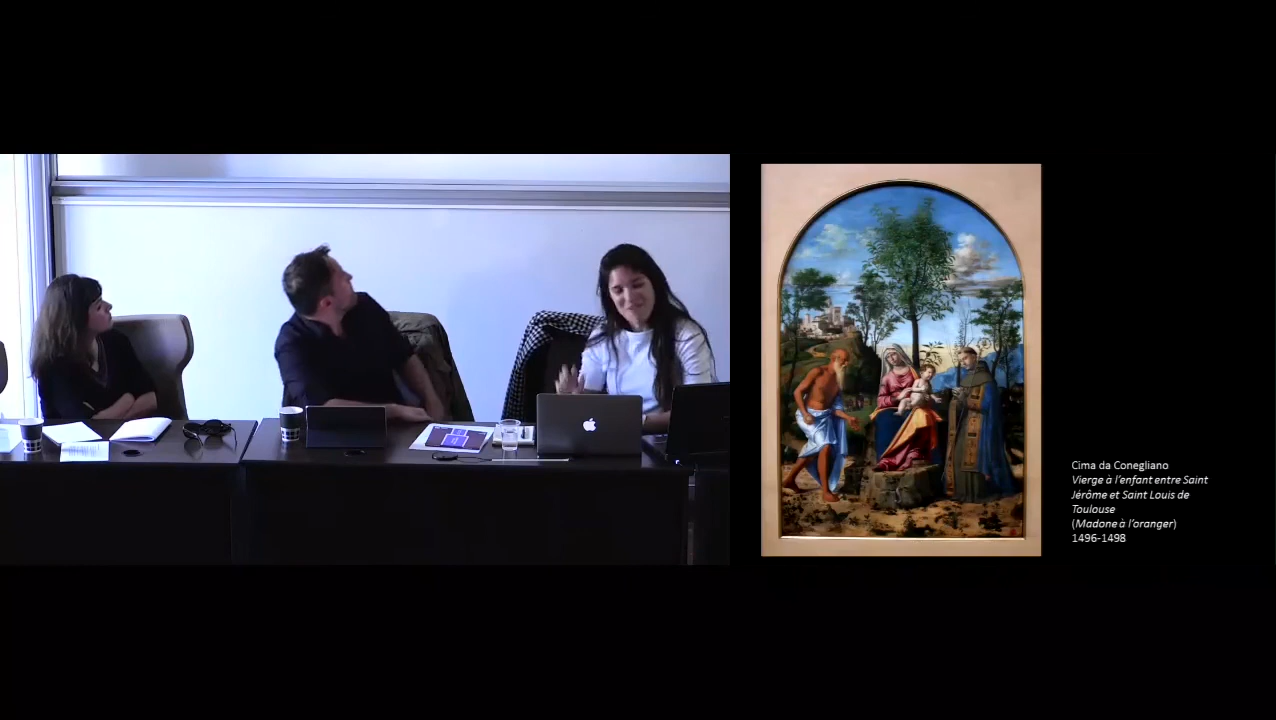 Cima da Conegliano
Vierge à l'enfant entre Saint
Jérôme et Saint Louis de
Toulouse
(Madone à l'oranger)
1496-1498